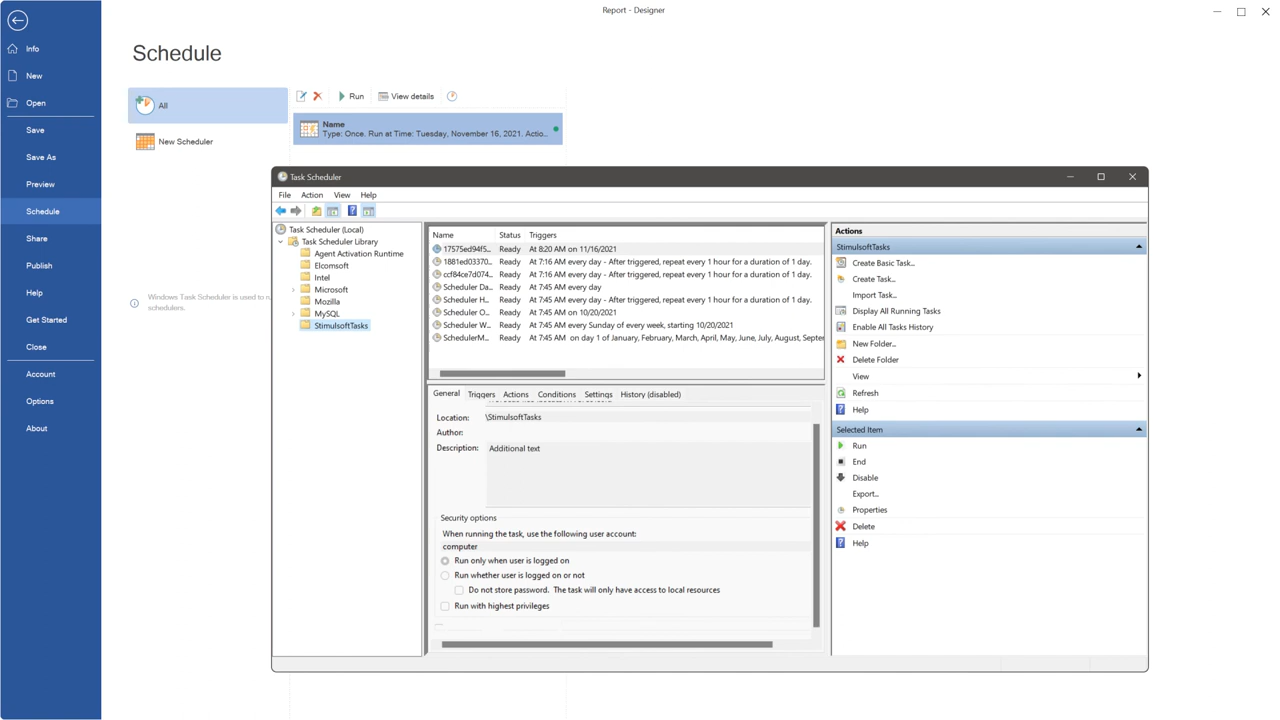 Report - Designer
Info
New
Open
Save
Save As
Preview
Schedule
Share
Publish
Help
Get Started
Close
Account
Options
About
Schedule
All
New Scheduler
Run
View details
Name
Type: Once. Run at Time: Tuesday, November 16, 2021. Actio...
Windows Task Scheduler is used to
schedulers.
Task Scheduler
File Action View Help
Task Scheduler (Local)
Task Scheduler Library
Agent Activation Runtime
Elcomsoft
Intel
Microsoft
Mozilla
MySQL
StimulsoftTasks
Name Status Triggers
17575ed94f5... Ready At 8:20 AM on 11/16/2021
1881ed03370... Ready At 7:16 AM every day - After triggered, repeat every 1 hour for a duration of 1 day.
ccf84ce7d074... Ready At 7:16 AM every day - After triggered, repeat every 1 hour for a duration of 1 day.
Scheduler Da... Ready At 7:45 AM every day
Scheduler H... Ready At 7:45 AM every day - After triggered, repeat every 1 hour for a duration of 1 day.
Scheduler O... Ready At 7:45 AM on 10/20/2021
Scheduler W... Ready At 7:45 AM every Sunday of every week, starting 10/20/2021
SchedulerM... Ready At 7:45 AM on day 1 of January, February, March, April, May, June, July, August, Septer
General Triggers Actions Conditions Settings History (disabled)
Location: \StimulsoftTasks
Author:
Description: Additional text
Security options
When running the task, use the following user account:
computer
Run only when user is logged on
Run whether user is logged on or not
Do not store password. The task will only have access to local resources
Run with highest privileges
Actions
StimulsoftTasks
Create Basic Task...
Create Task...
Import Task...
Display All Running Tasks
Enable All Tasks History
New Folder...
Delete Folder
View
Refresh
Help
Selected Item
Run
End
Disable
Export...
Properties
Delete
Help